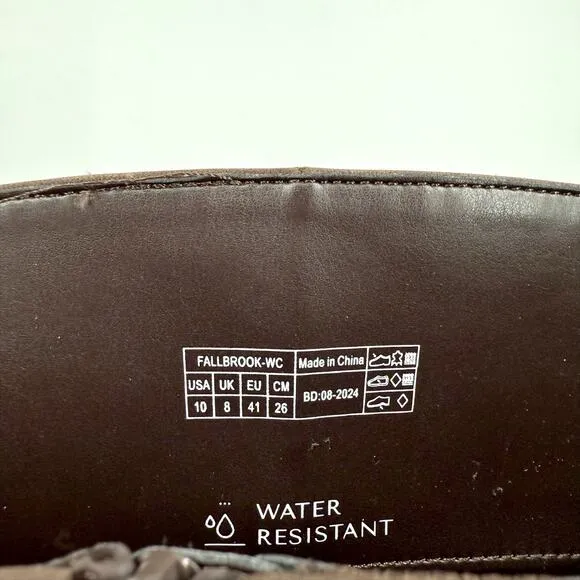 FALLBROOK-WC Made in China
USA UK EU CM BD:08-2024
10 8 41 26
WATER
RESISTANT